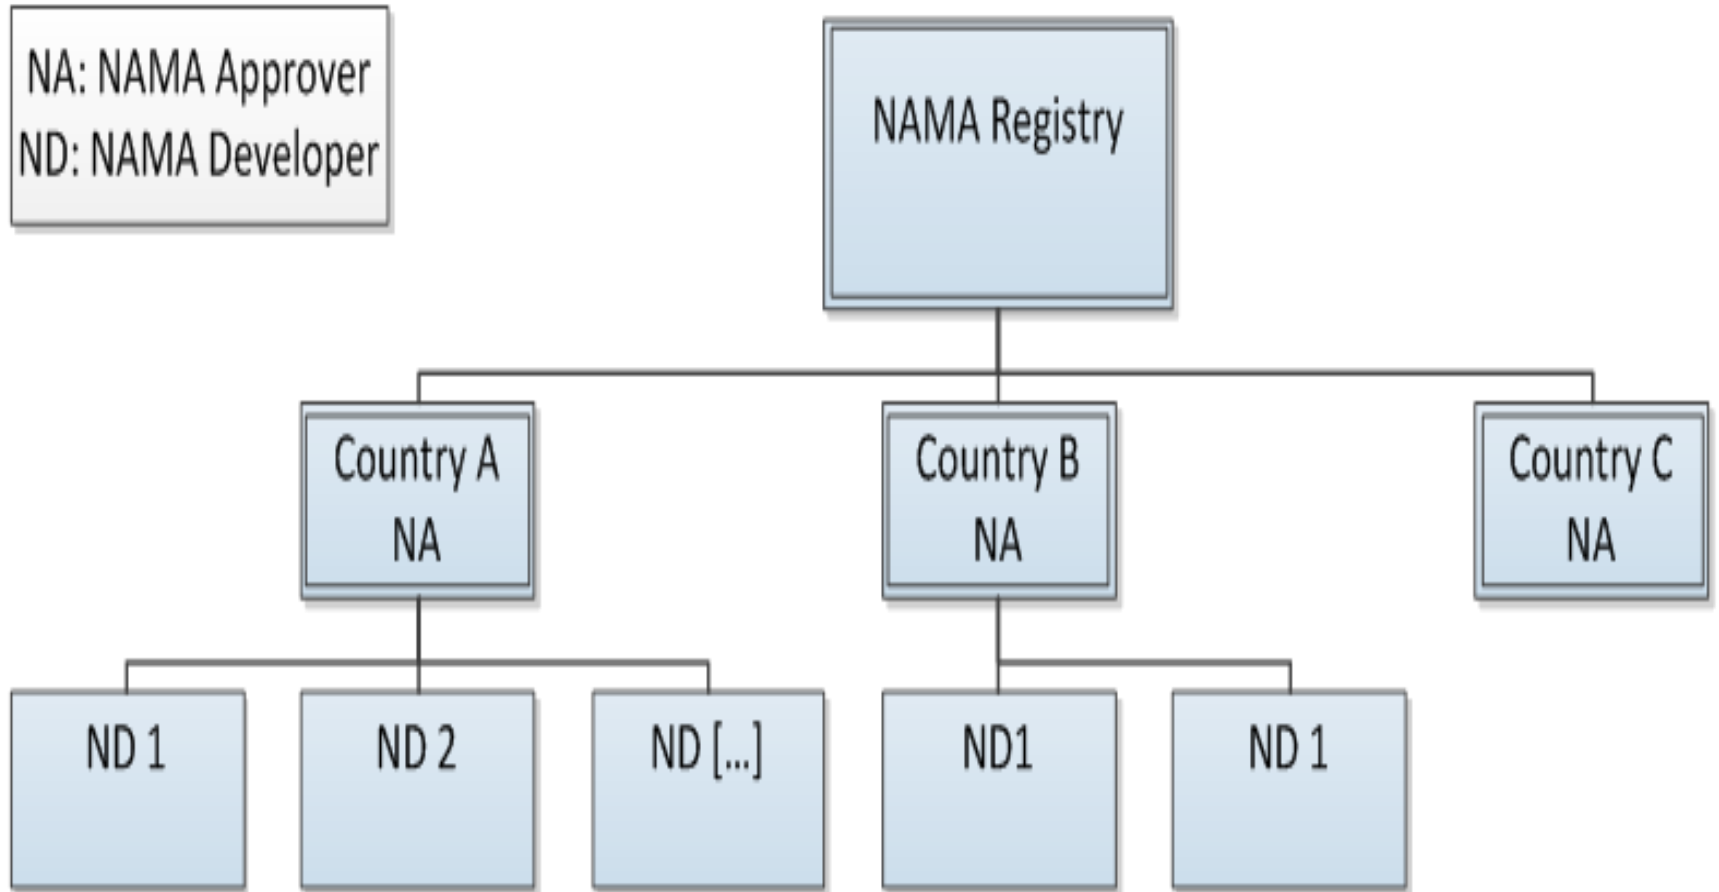 NA: NAMA Approver
ND: NAMA Developer
NAMA Registry
Country A
NA
Country B
NA
Country C
NA
ND 1
ND 2
ND [...]
ND1
ND 1